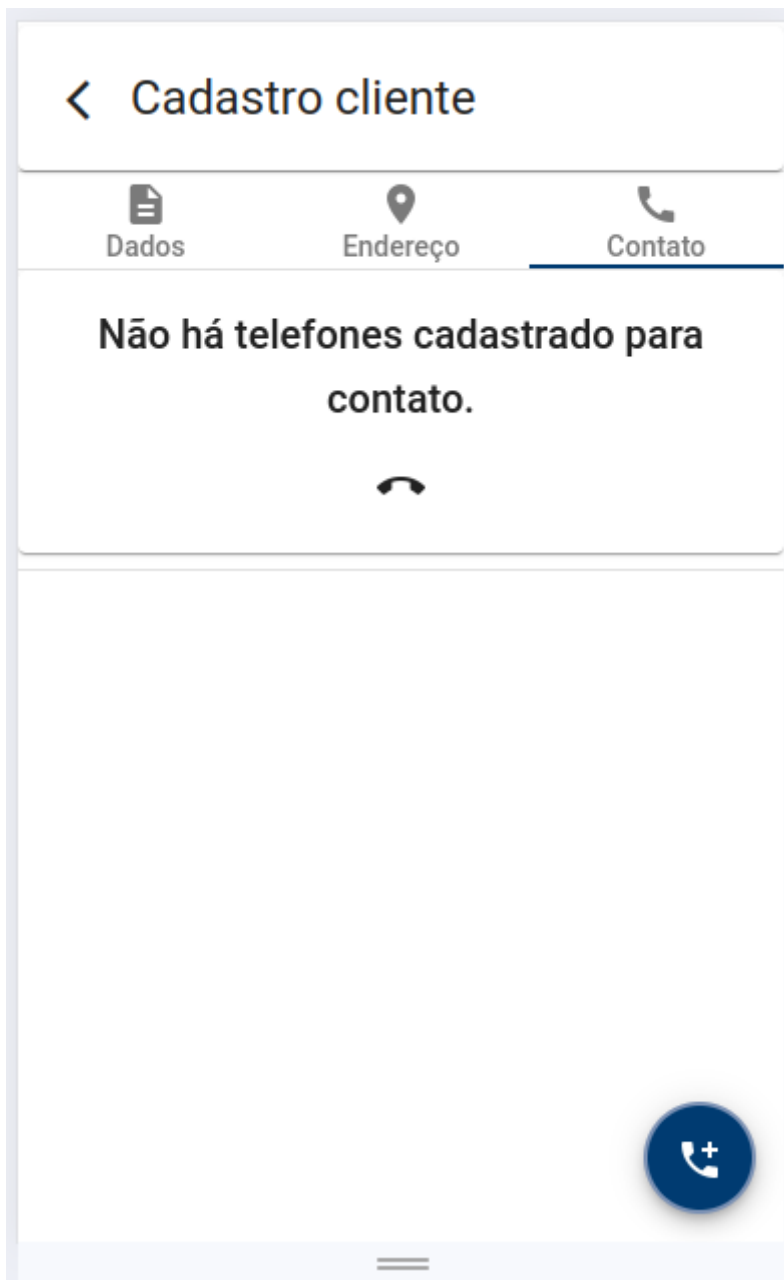 Cadastro cliente
Dados
Endereço
Contato
Não há telefones cadastrado para
contato.